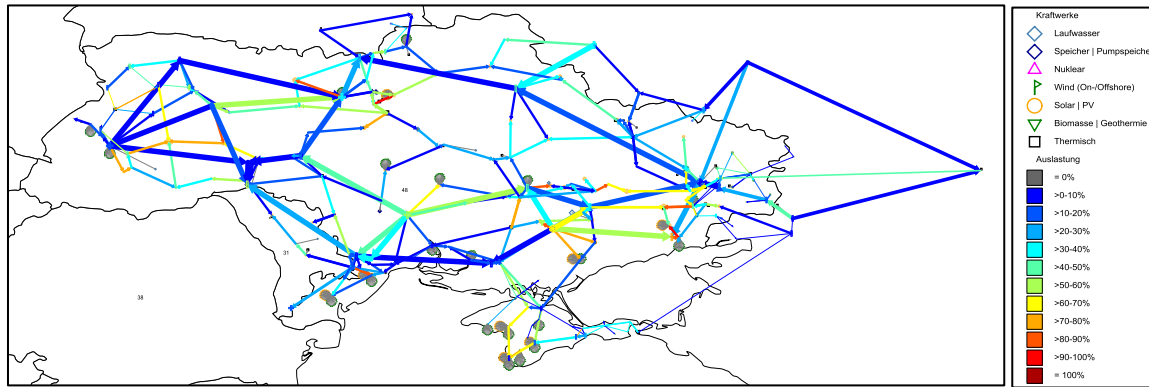 Kraftwerke
Laufwasser
Speicher | Pumpspeiche
Nuklear
Wind (On-/Offshore)
Solar | PV
Biomasse | Geothermie
Thermisch
Auslastung
= 0%
>0-10%
>10-20%
>20-30%
>30-40%
>40-50%
>50-60%
>60-70%
>70-80%
>80-90%
>90-100%
= 100%
48
31
38